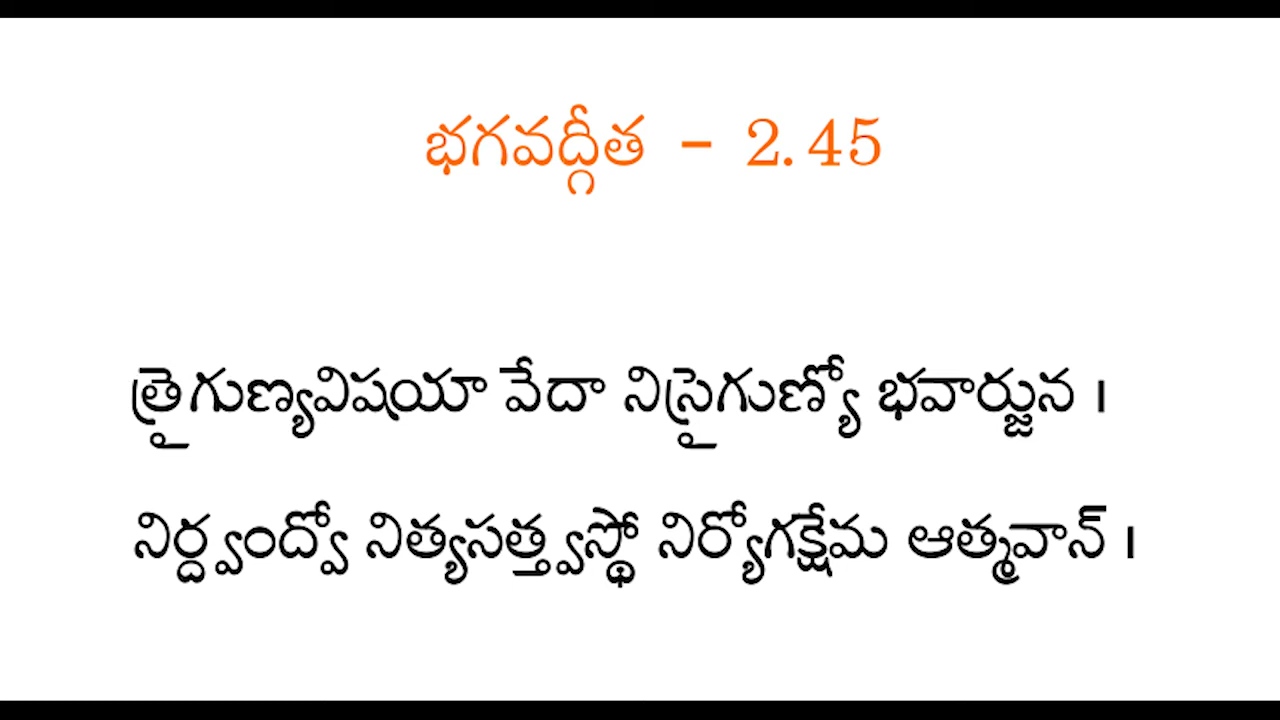 భగవద్గీత - 2.45
త్రైగుణ్యవిషయా వేదా నిస్త్రైగుణ్యో భవార్జున ।
నిర్ద్వంద్వో నిత్యసత్త్వస్థో నిర్యోగక్షేమ ఆత్మవాన్ ।